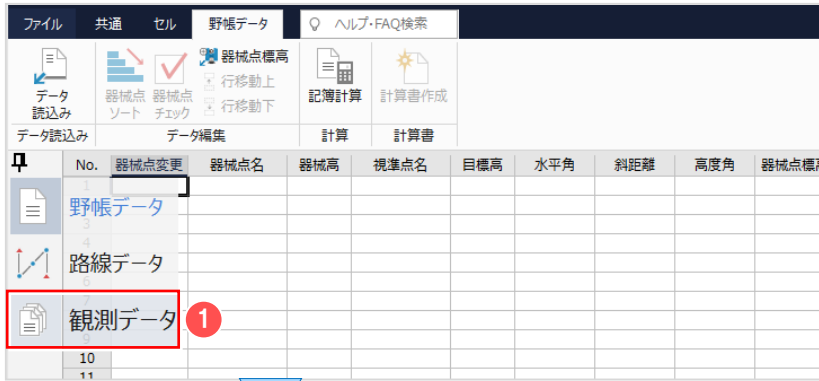 ファイル 共通 セル 野帳データ ヘルプ・FAQ検索
データ読込み
器械点ソート
器械点チェック
器械点標高
行移動上
行移動下
記簿計算
計算書作成
データ読込み データ編集 計算 計算書
No. 器械点変更 器械点名 器械高 視準点名 目標高 水平角 斜距離 高度角 器械点標高
1
野帳データ
3
4
路線データ
6
7
観測データ 1
9
10
11